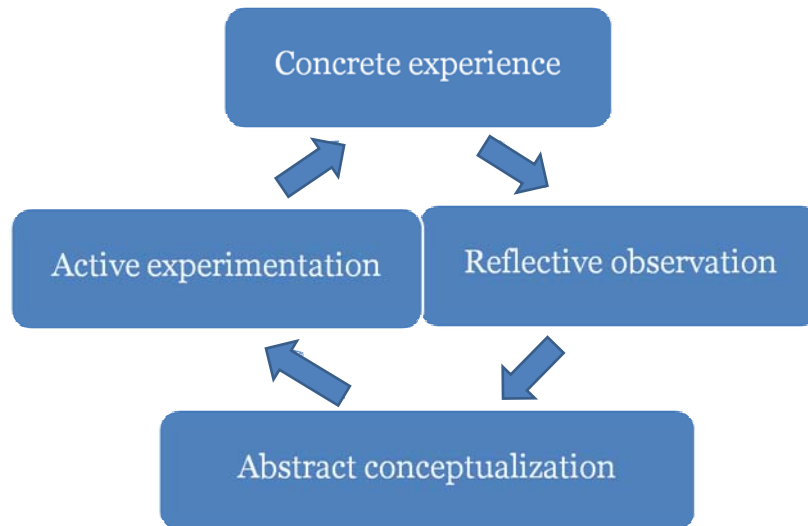 Concrete experience
Active experimentation
Reflective observation
Abstract conceptualization